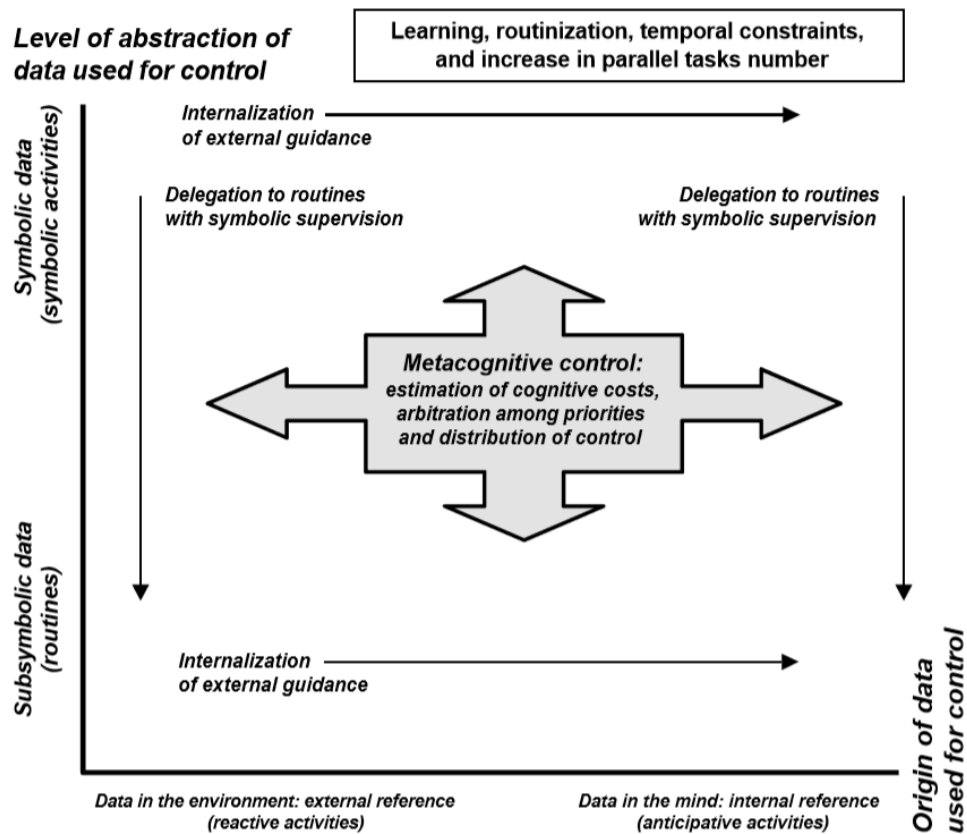 Level of abstraction of
data used for control
Learning, routinization, temporal constraints,
and increase in parallel tasks number
Internalization
of external guidance
Symbolic data
(symbolic activities)
Delegation to routines
with symbolic supervision
Delegation to routines
with symbolic supervision
Metacognitive control:
estimation of cognitive costs,
arbitration among priorities
and distribution of control
Subsymbolic data
(routines)
Internalization
of external guidance
Origin of data
used for control
Data in the environment: external reference
(reactive activities)
Data in the mind: internal reference
(anticipative activities)